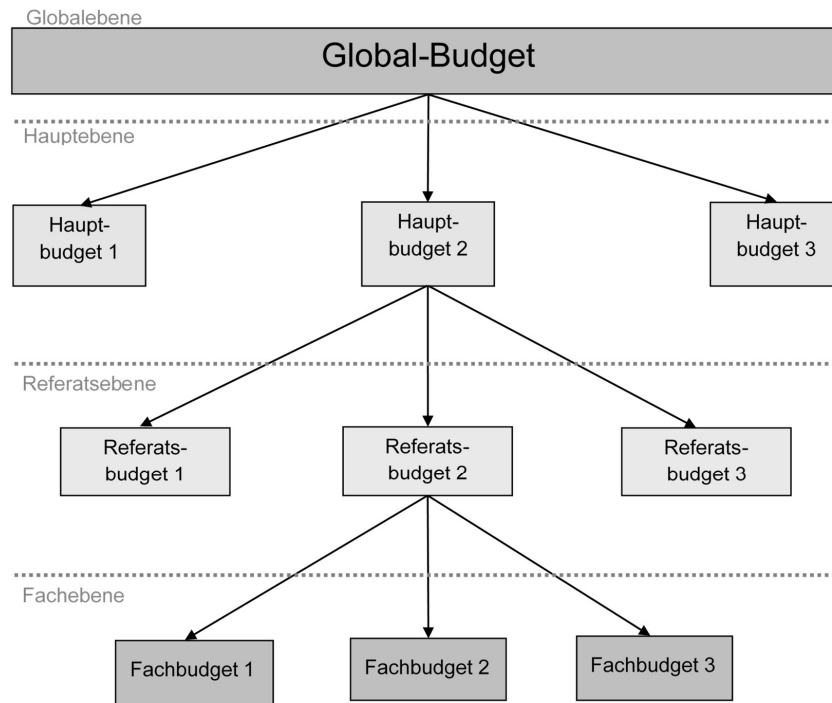 Globalebene
Global-Budget
Hauptebene
Haupt-
budget 1
Haupt-
budget 2
Haupt-
budget 3
Referatsebene
Referats-
budget 1
Referats-
budget 2
Referats-
budget 3
Fachebene
Fachbudget 1
Fachbudget 2
Fachbudget 3